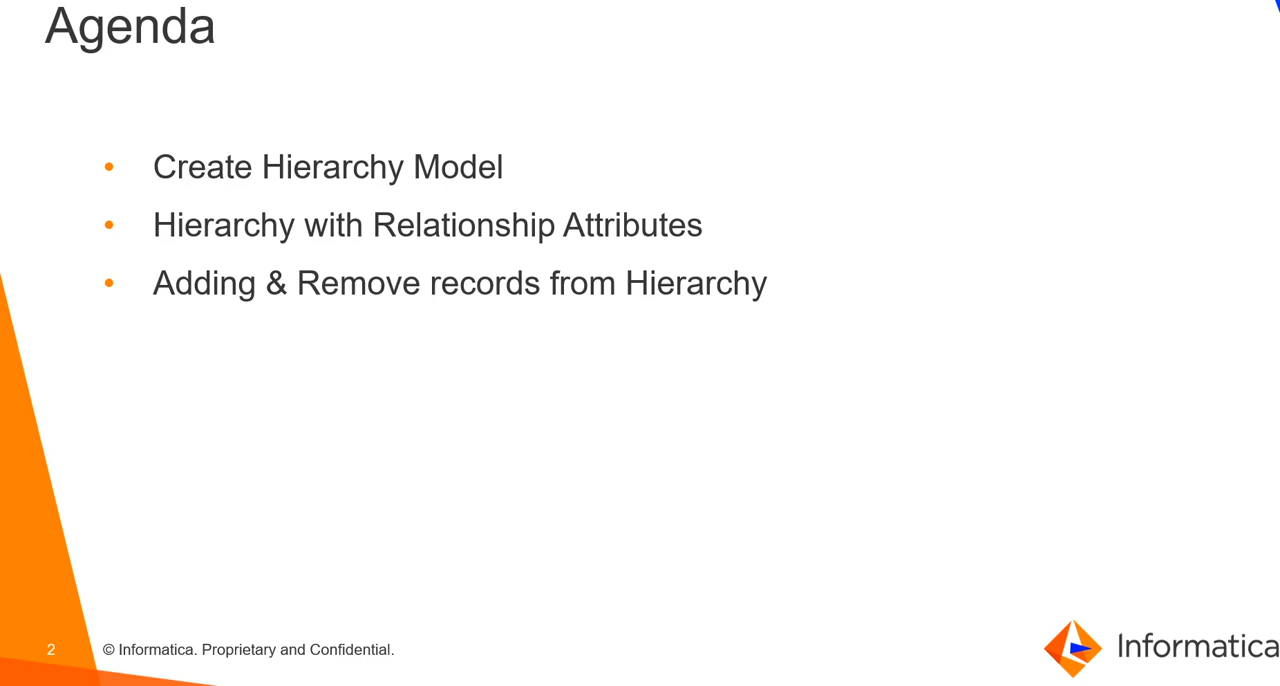 Agenda
• Create Hierarchy Model
• Hierarchy with Relationship Attributes
• Adding & Remove records from Hierarchy
2
© Informatica. Proprietary and Confidential.
Informatica